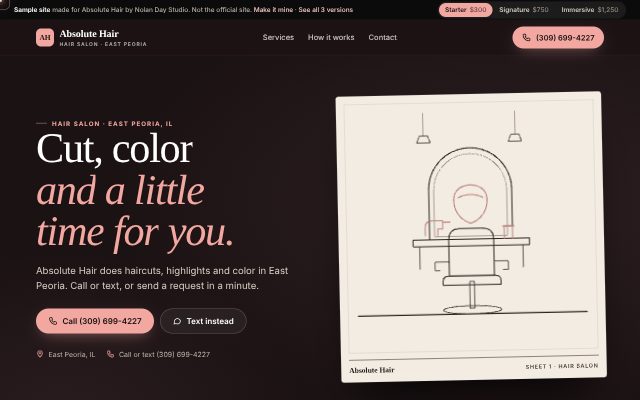 Sample site made for Absolute Hair by Nolan Day Studio. Not the official site. Make it mine · See all 3 versions
Starter $300 Signature $750 Immersive $1,250
AH Absolute Hair
HAIR SALON · EAST PEORIA
Services How it works Contact
(309) 699-4227
HAIR SALON · EAST PEORIA, IL
Cut, color
and a little
time for you.
Absolute Hair does haircuts, highlights and color in East
Peoria. Call or text, or send a request in a minute.
Call (309) 699-4227 Text instead
East Peoria, IL Call or text (309) 699-4227
Absolute Hair SHEET 1 · HAIR SALON